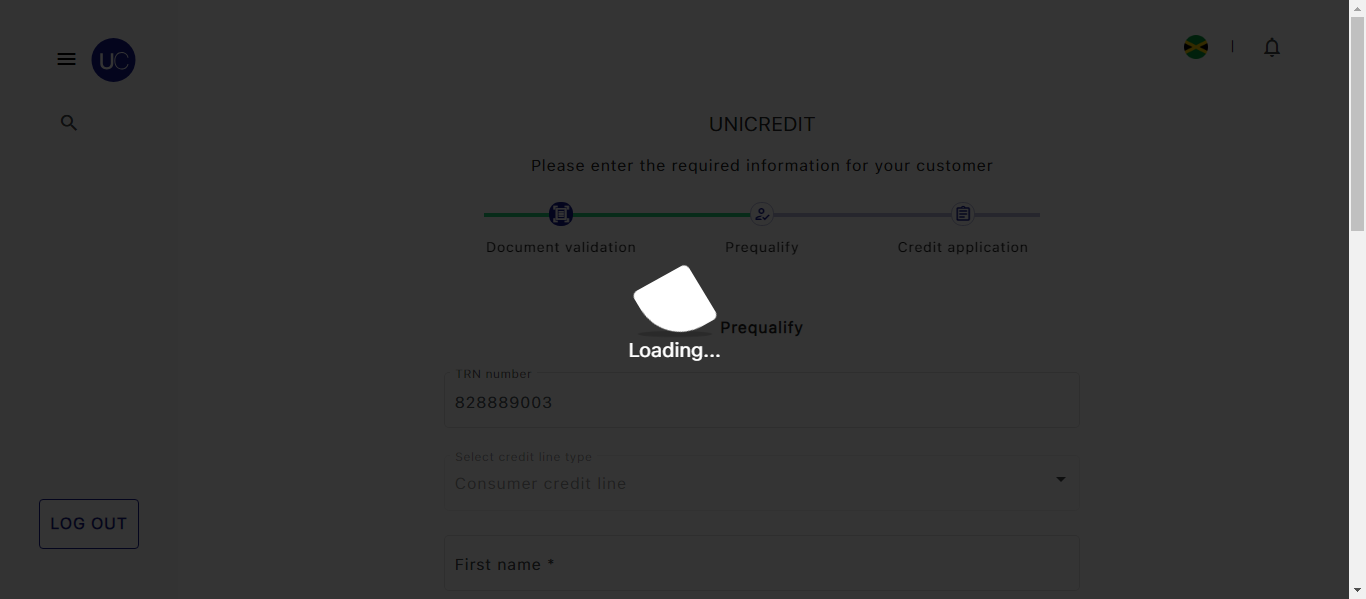 UC
UNICREDIT
Please enter the required information for your customer
Document validation
Prequalify
Credit application
Prequalify
Loading...
TRN number
828889003
Select credit line type
Consumer credit line
LOG OUT
First name *